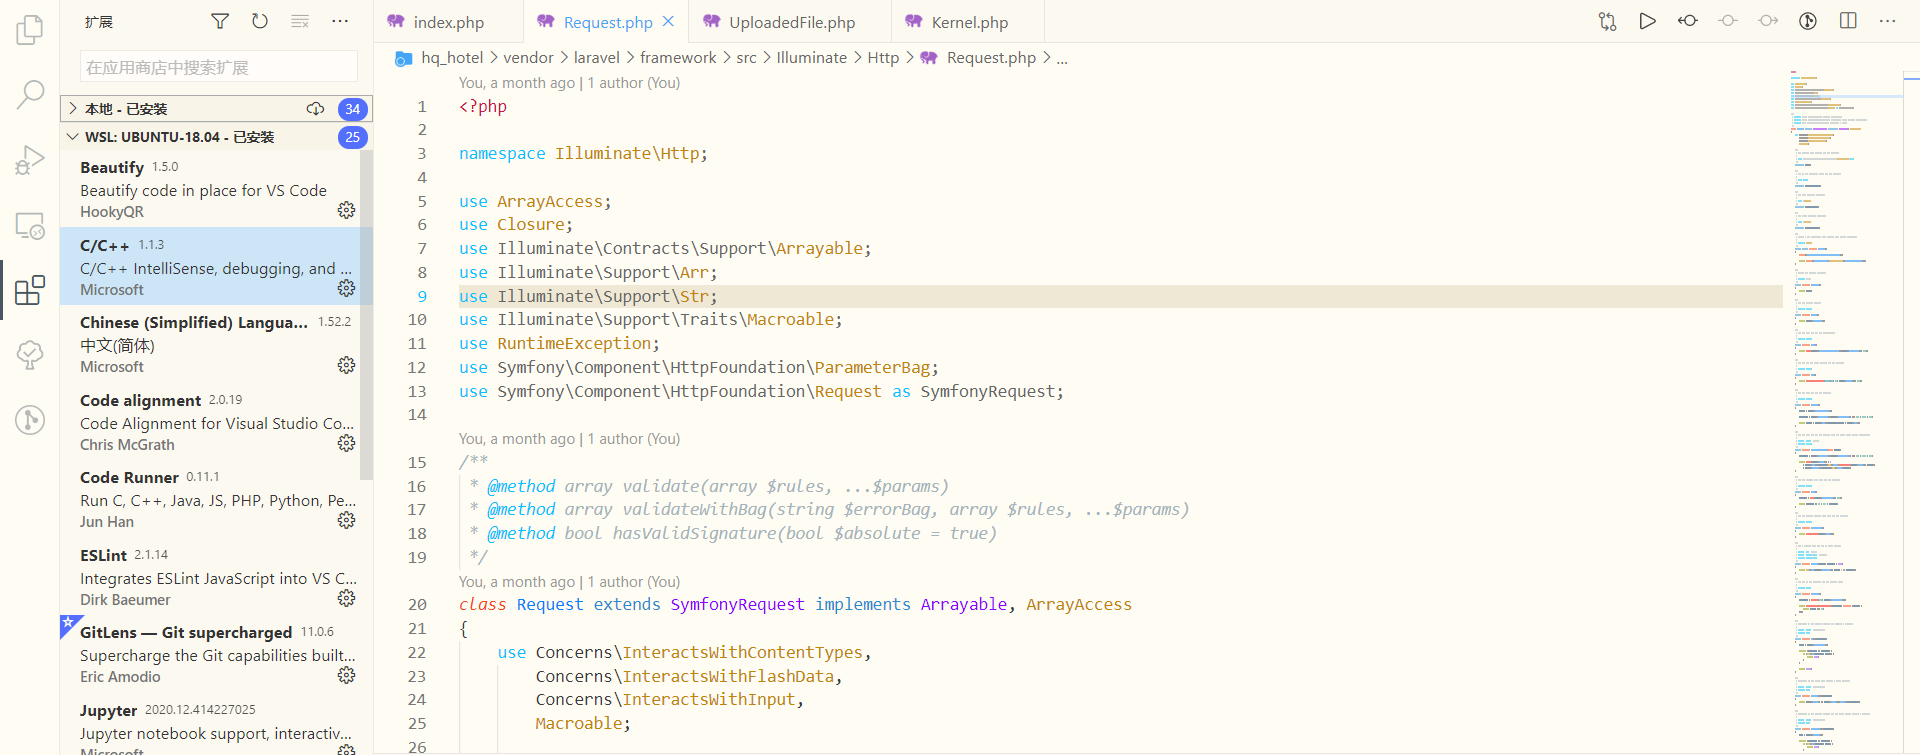 扩展
在应用商店中搜索扩展
本地 - 已安装 34
WSL: UBUNTU-18.04 - 已安装 25
Beautify 1.5.0
Beautify code in place for VS Code
HookyQR
C/C++ 1.1.3
C/C++ IntelliSense, debugging, and ...
Microsoft
Chinese (Simplified) Langua... 1.52.2
中文(简体)
Microsoft
Code alignment 2.0.19
Code Alignment for Visual Studio Co...
Chris McGrath
Code Runner 0.11.1
Run C, C++, Java, JS, PHP, Python, Pe...
Jun Han
ESLint 2.1.14
Integrates ESLint JavaScript into VS C...
Dirk Baeumer
GitLens — Git supercharged 11.0.6
Supercharge the Git capabilities built...
Eric Amodio
Jupyter 2020.12.414227025
Jupyter notebook support, interactiv...
Microsoft
index.php Request.php UploadedFile.php Kernel.php
hq_hotel > vendor > laravel > framework > src > Illuminate > Http > Request.php > ...
You, a month ago | 1 author (You)
1 <?php
2
3 namespace Illuminate\Http;
4
5 use ArrayAccess;
6 use Closure;
7 use Illuminate\Contracts\Support\Arrayable;
8 use Illuminate\Support\Arr;
9 use Illuminate\Support\Str;
10 use Illuminate\Support\Traits\Macroable;
11 use RuntimeException;
12 use Symfony\Component\HttpFoundation\ParameterBag;
13 use Symfony\Component\HttpFoundation\Request as SymfonyRequest;
14
You, a month ago | 1 author (You)
15 /**
16 * @method array validate(array $rules, ...$params)
17 * @method array validateWithBag(string $errorBag, array $rules, ...$params)
18 * @method bool hasValidSignature(bool $absolute = true)
19 */
You, a month ago | 1 author (You)
20 class Request extends SymfonyRequest implements Arrayable, ArrayAccess
21 {
22 use Concerns\InteractsWithContentTypes,
23 Concerns\InteractsWithFlashData,
24 Concerns\InteractsWithInput,
25 Macroable;
26